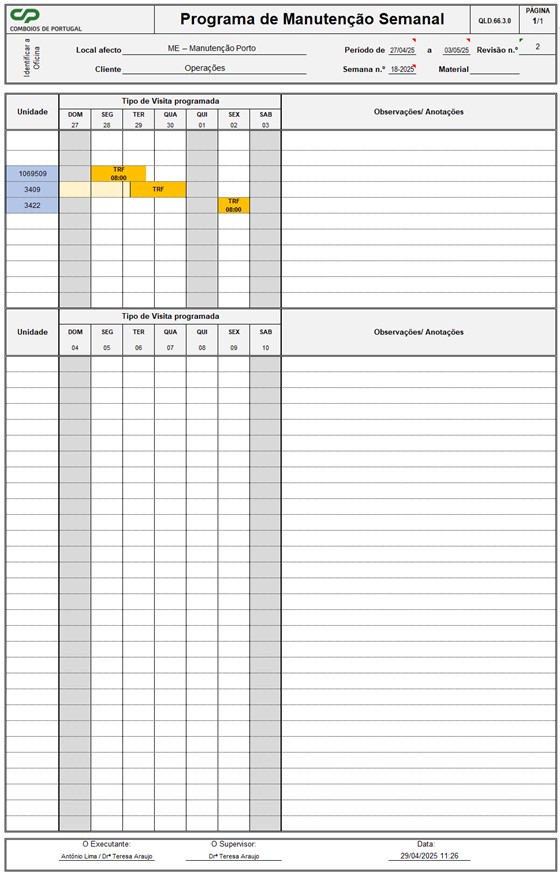 CP
COMBOIOS DE PORTUGAL
Programa de Manutenção Semanal
QLD.66.3.0
PÁGINA
1/1
Identificar a Oficina
Local afecto ME – Manutenção Porto
Periodo de 27/04/25 a 03/05/25 Revisão n.º 2
Cliente Operações
Semana n.º 18-2025 Material
Unidade
Tipo de Visita programada
Observações/ Anotações
DOM SEG TER QUA QUI SEX SAB
27 28 29 30 01 02 03
1069509 TRF 08:00
3409 TRF
3422 TRF 08:00
Unidade
Tipo de Visita programada
Observações/ Anotações
DOM SEG TER QUA QUI SEX SAB
04 05 06 07 08 09 10
O Executante: O Supervisor: Data:
António Lima / Drª Teresa Araujo Drª Teresa Araujo 29/04/2025 11:26